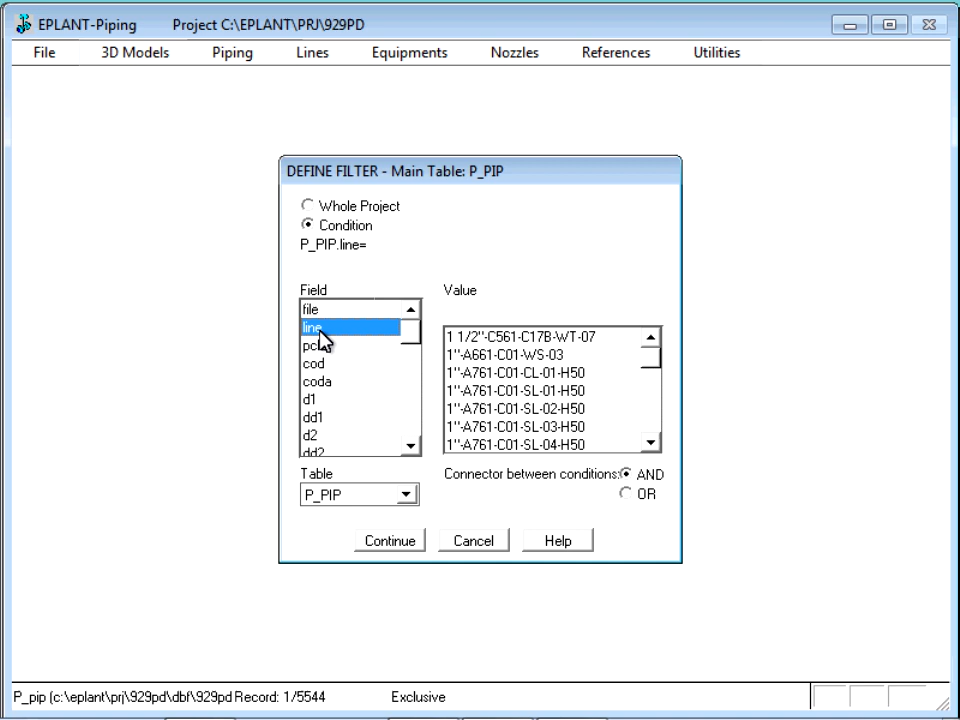 EPLANT-Piping Project C:\EPLANT\PRJ\929PD
File 3D Models Piping Lines Equipments Nozzles References Utilities
DEFINE FILTER - Main Table: P_PIP
Whole Project
Condition
P_PIP.line=
Field
Value
file
line
cod
coda
d1
dd1
d2
dd2
1 1/2"-C561-C17B-WT-07
1"-A661-C01-WS-03
1"-A761-C01-CL-01-H50
1"-A761-C01-SL-01-H50
1"-A761-C01-SL-02-H50
1"-A761-C01-SL-03-H50
1"-A761-C01-SL-04-H50
Table
P_PIP
Connector between conditions: AND
OR
Continue Cancel Help
P_pip (c:\eplant\prj\929pd\dbf\929pd Record: 1/5544 Exclusive